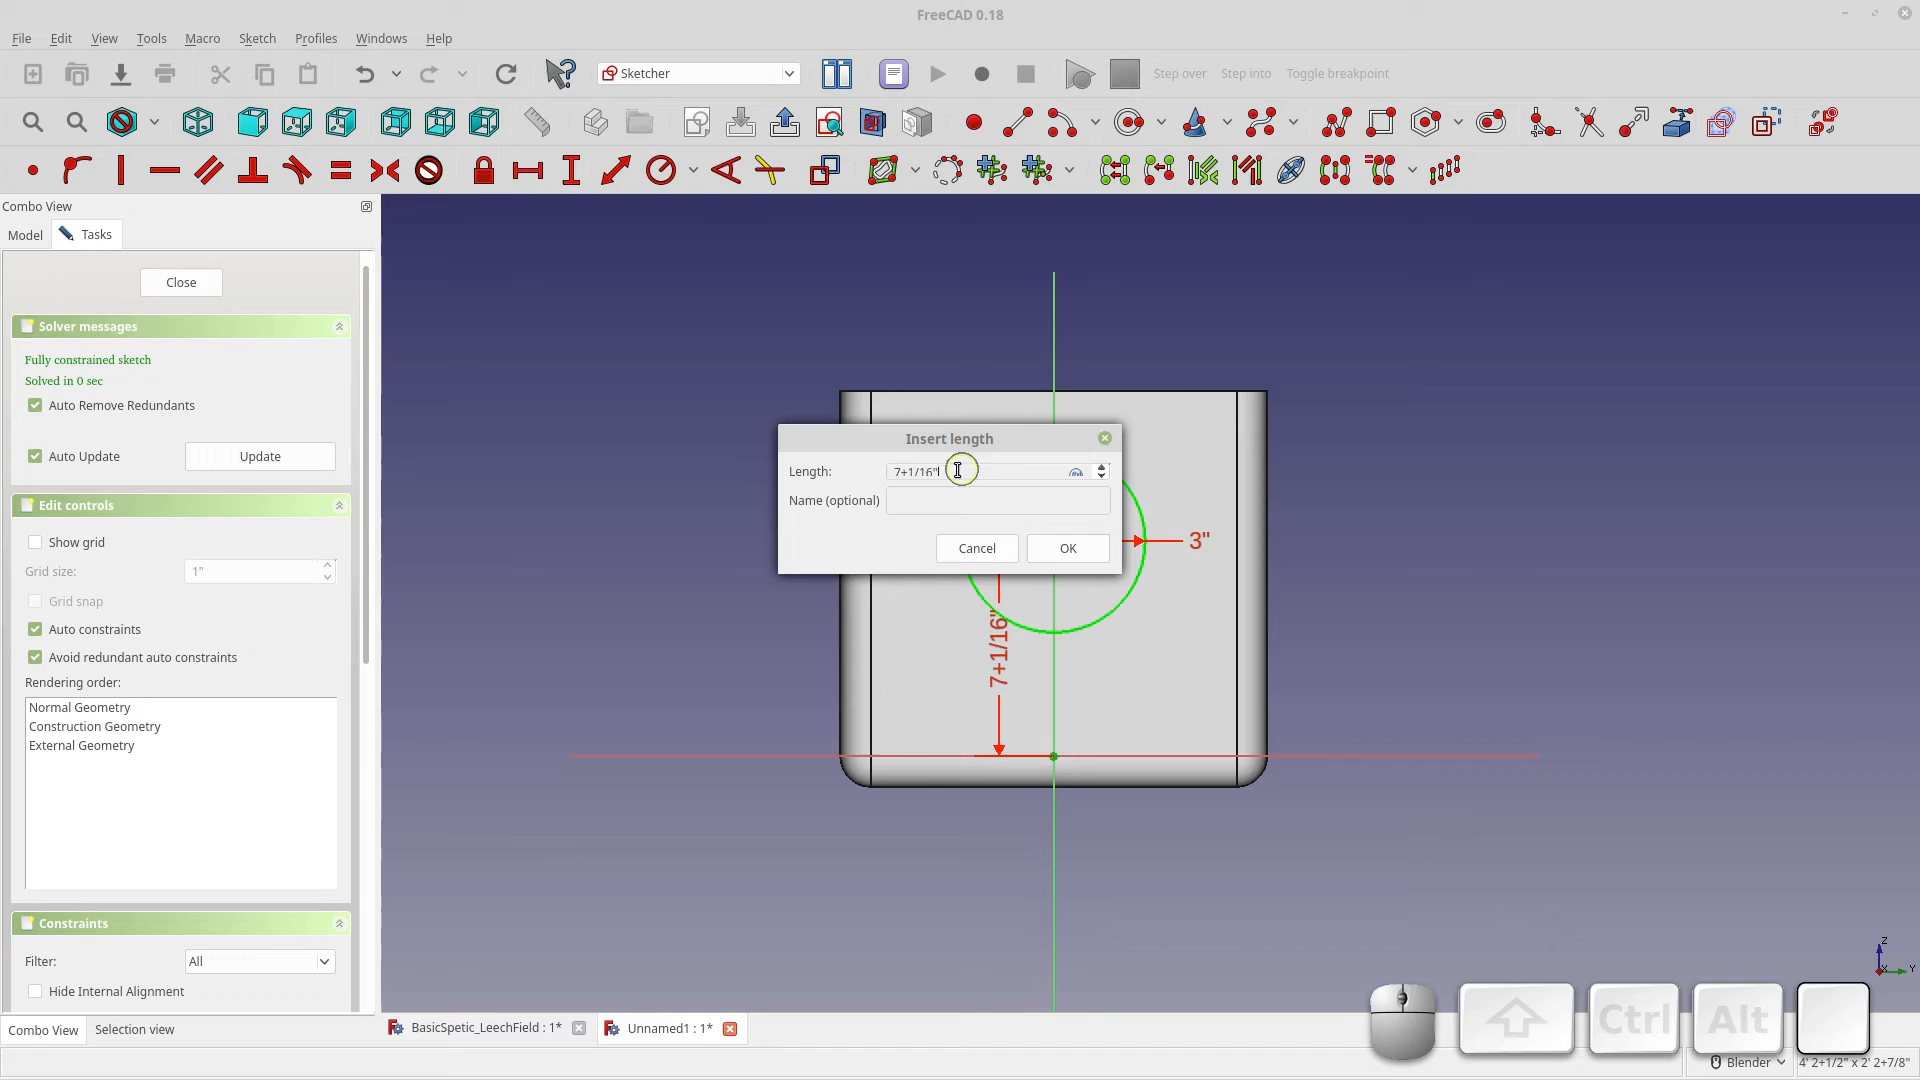 FreeCAD 0.18
File Edit View Tools Macro Sketch Profiles Windows Help
Sketcher
Step over Step into Toggle breakpoint
Combo View
Model Tasks
Close
Solver messages
Fully constrained sketch
Solved in 0 sec
Auto Remove Redundants
Auto Update Update
Edit controls
Show grid
Grid size: 1"
Grid snap
Auto constraints
Avoid redundant auto constraints
Rendering order:
Normal Geometry
Construction Geometry
External Geometry
Constraints
Filter: All
Hide Internal Alignment
Combo View Selection view
Insert length
Length: 7+1/16"
Name (optional)
Cancel OK
3"
7+1/16"
Z
X Y
BasicSpetic_LeechField : 1* Unnamed1 : 1*
Ctrl Alt
Blender 4' 2+1/2" x 2' 2+7/8"